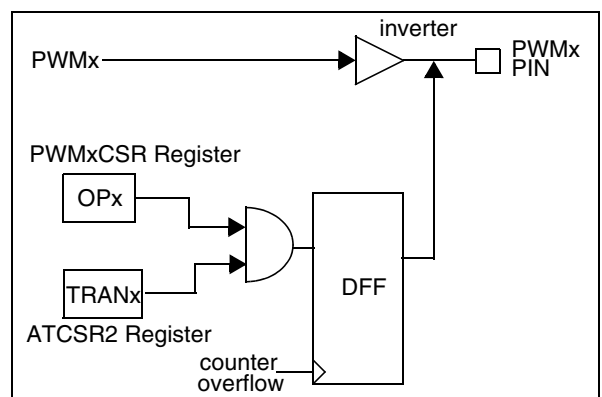 inverter
PWMx
PWMx
PIN
PWMxCSR Register
OPx
TRANx
DFF
ATCSR2 Register
counter
overflow